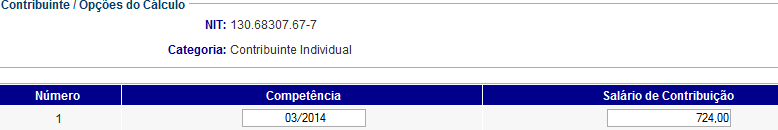 Contribuinte / Opções do Cálculo
NIT: 130.68307.67-7
Categoria: Contribuinte Individual
Número Competência Salário de Contribuição
1 03/2014 724,00